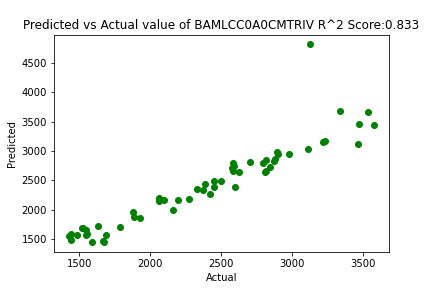 Predicted vs Actual value of BAMLCC0A0CMTRIV R^2 Score:0.833
4500
4000
3500
3000
2500
2000
1500
Predicted
1500 2000 2500 3000 3500
Actual